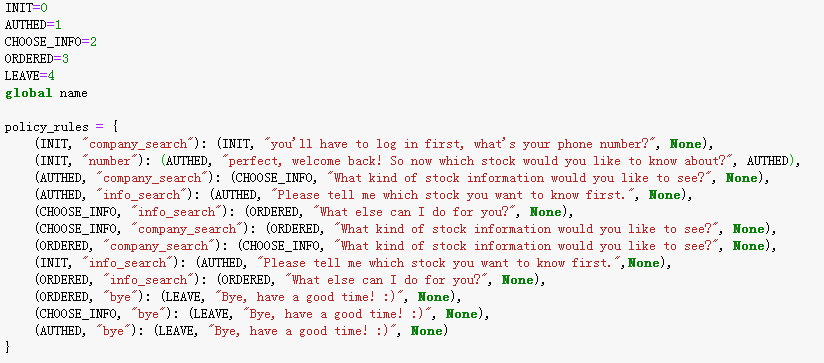 INIT=0
AUTHED=1
CHOOSE_INFO=2
ORDERED=3
LEAVE=4
global name
policy_rules = {
    (INIT, "company_search"): (INIT, "you'll have to log in first, what's your phone number?", None),
    (INIT, "number"): (AUTHED, "perfect, welcome back! So now which stock would you like to know about?", AUTHED),
    (AUTHED, "company_search"): (CHOOSE_INFO, "What kind of stock information would you like to see?", None),
    (AUTHED, "info_search"): (AUTHED, "Please tell me which stock you want to know first.", None),
    (CHOOSE_INFO, "info_search"): (ORDERED, "What else can I do for you?", None),
    (CHOOSE_INFO, "company_search"): (ORDERED, "What kind of stock information would you like to see?", None),
    (ORDERED, "company_search"): (CHOOSE_INFO, "What kind of stock information would you like to see?", None),
    (INIT, "info_search"): (AUTHED, "Please tell me which stock you want to know first.",None),
    (ORDERED, "info_search"): (ORDERED, "What else can I do for you?", None),
    (ORDERED, "bye"): (LEAVE, "Bye, have a good time! :)", None),
    (CHOOSE_INFO, "bye"): (LEAVE, "Bye, have a good time! :)", None),
    (AUTHED, "bye"): (LEAVE, "Bye, have a good time! :)", None)
}